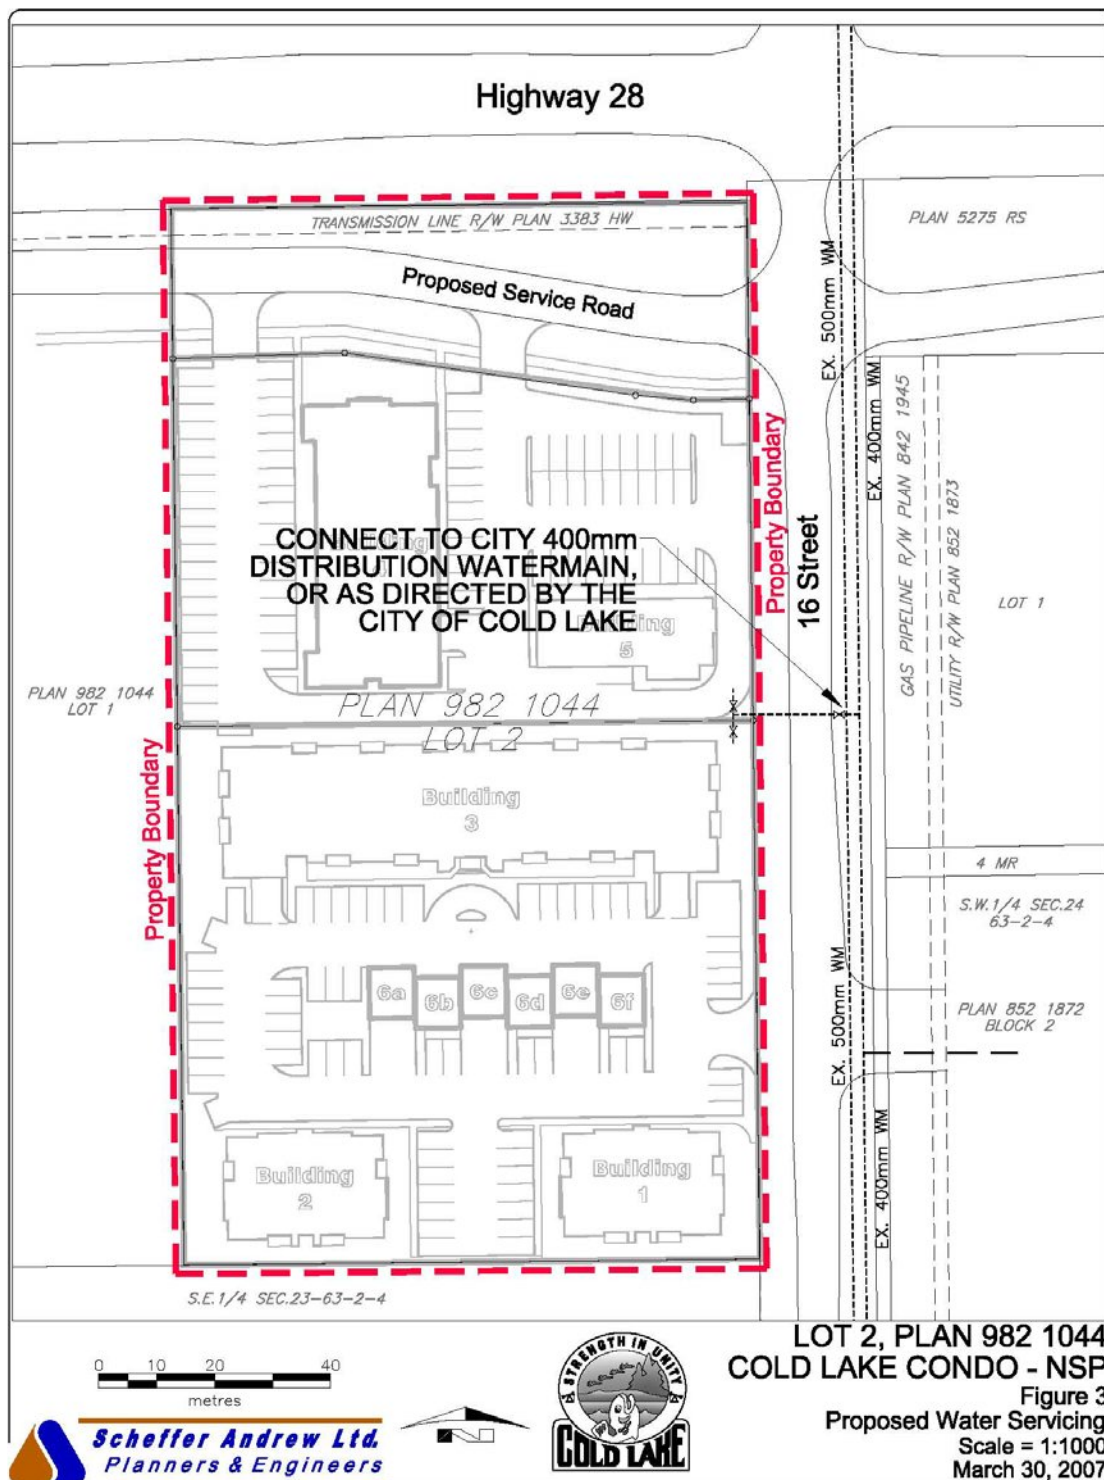 Highway 28
TRANSMISSION LINE R/W PLAN 3383 HW
PLAN 5275 RS
Proposed Service Road
EX. 500mm WM
EX. 400mm WM
GAS PIPELINE R/W PLAN 842 1945
UTILITY R/W PLAN 852 1873
Property Boundary
16 Street
CONNECT TO CITY 400mm
DISTRIBUTION WATERMAIN,
OR AS DIRECTED BY THE
CITY OF COLD LAKE
Building
Building
5
LOT 1
PLAN 982 1044
LOT 1
PLAN 982 1044
LOT 2
Property Boundary
Building
3
4 MR
S.W.1/4 SEC.24
63-2-4
6a
6b
6c
6d
6e
6f
EX. 500mm WM
PLAN 852 1872
BLOCK 2
EX. 400mm WM
Building
2
Building
1
S.E.1/4 SEC.23-63-2-4
0 10 20 40
metres
Scheffer Andrew Ltd.
Planners & Engineers
STRENGTH IN UNITY
COLD LAKE
LOT 2, PLAN 982 1044
COLD LAKE CONDO - NSP
Figure 3
Proposed Water Servicing
Scale = 1:1000
March 30, 2007